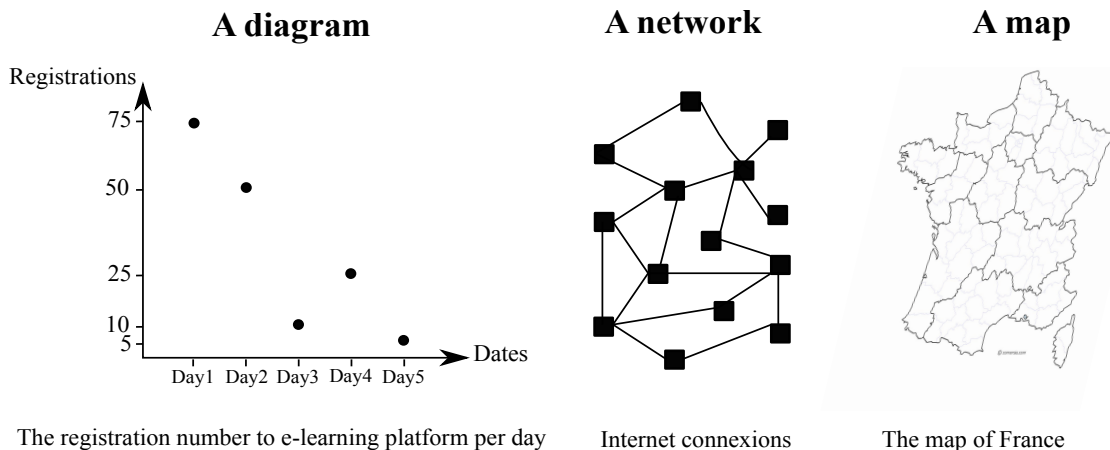 A diagram
A network
A map
Registrations
75
50
25
10
5
Dates
Day1 Day2 Day3 Day4 Day5
The registration number to e-learning platform per day
Internet connexions
The map of France